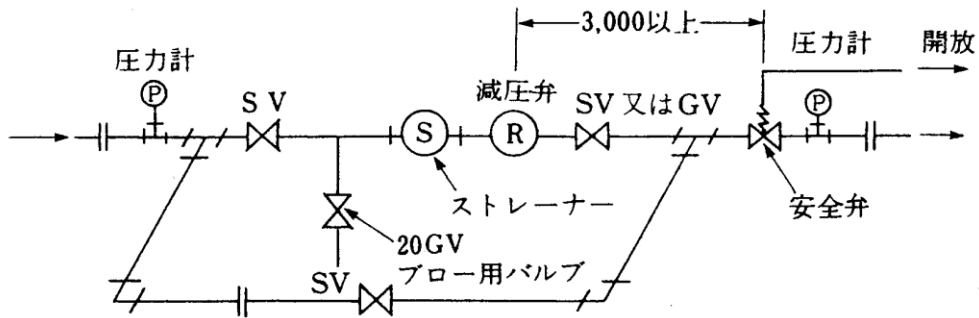 3,000以上
圧力計
開放
圧力計
P
SV
減圧弁
SV又はGV
P
S
R
ストレーナー
安全弁
20GV
ブロー用バルブ
SV